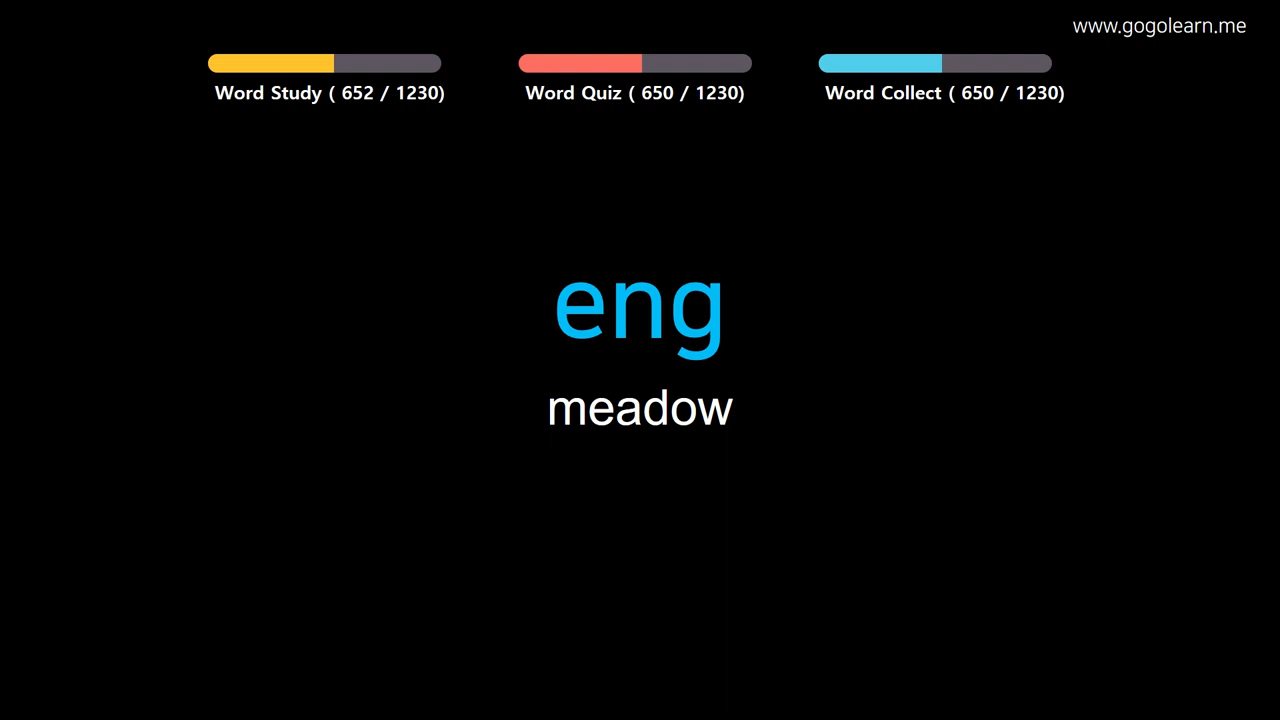 www.gogolearn.me
Word Study ( 652 / 1230)
Word Quiz ( 650 / 1230)
Word Collect ( 650 / 1230)
eng
meadow